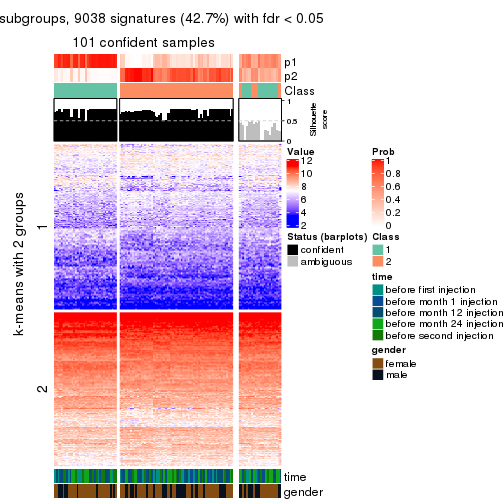 subgroups, 9038 signatures (42.7%) with fdr < 0.05
101 confident samples
p1
p2
Class
1
0.5
0
Silhouette
score
k-means with 2 groups
1
2
Value
12
10
8
6
4
2
Prob
1
0.8
0.6
0.4
0.2
0
Status (barplots)
confident
ambiguous
Class
1
2
time
before first injection
before month 1 injection
before month 12 injection
before month 24 injection
before second injection
gender
female
male
time
gender